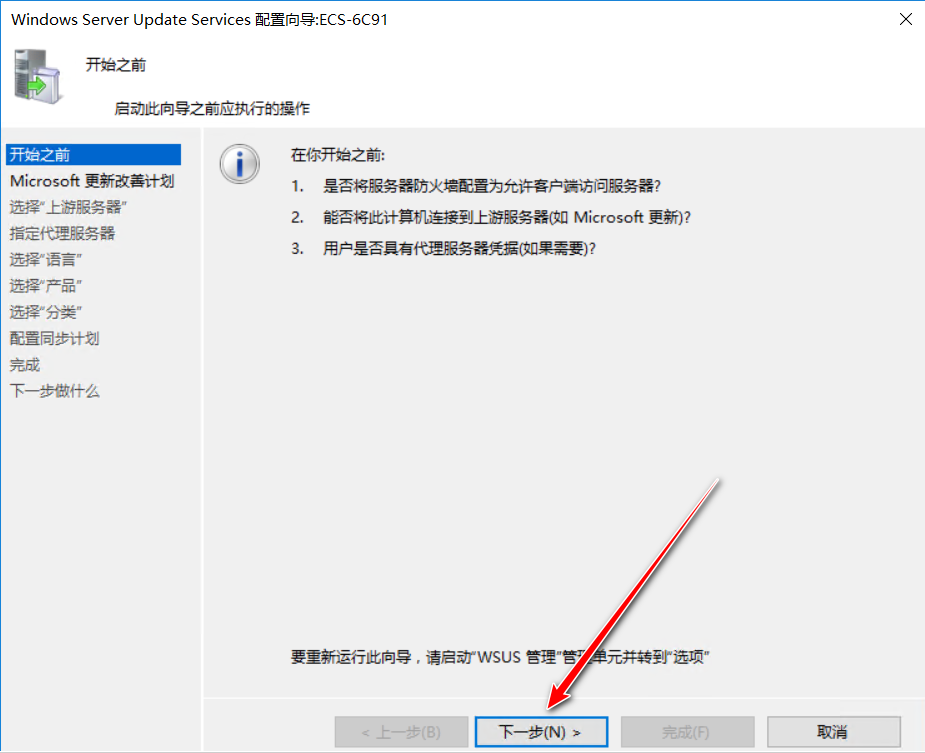 Windows Server Update Services 配置向导:ECS-6C91
开始之前
启动此向导之前应执行的操作
开始之前
Microsoft 更新改善计划
选择"上游服务器"
指定代理服务器
选择"语言"
选择"产品"
选择"分类"
配置同步计划
完成
下一步做什么
在你开始之前:
1. 是否将服务器防火墙配置为允许客户端访问服务器?
2. 能否将此计算机连接到上游服务器(如 Microsoft 更新)?
3. 用户是否具有代理服务器凭据(如果需要)?
要重新运行此向导，请启动"WSUS 管理"管理单元并转到"选项"
< 上一步(B)
下一步(N) >
完成(F)
取消